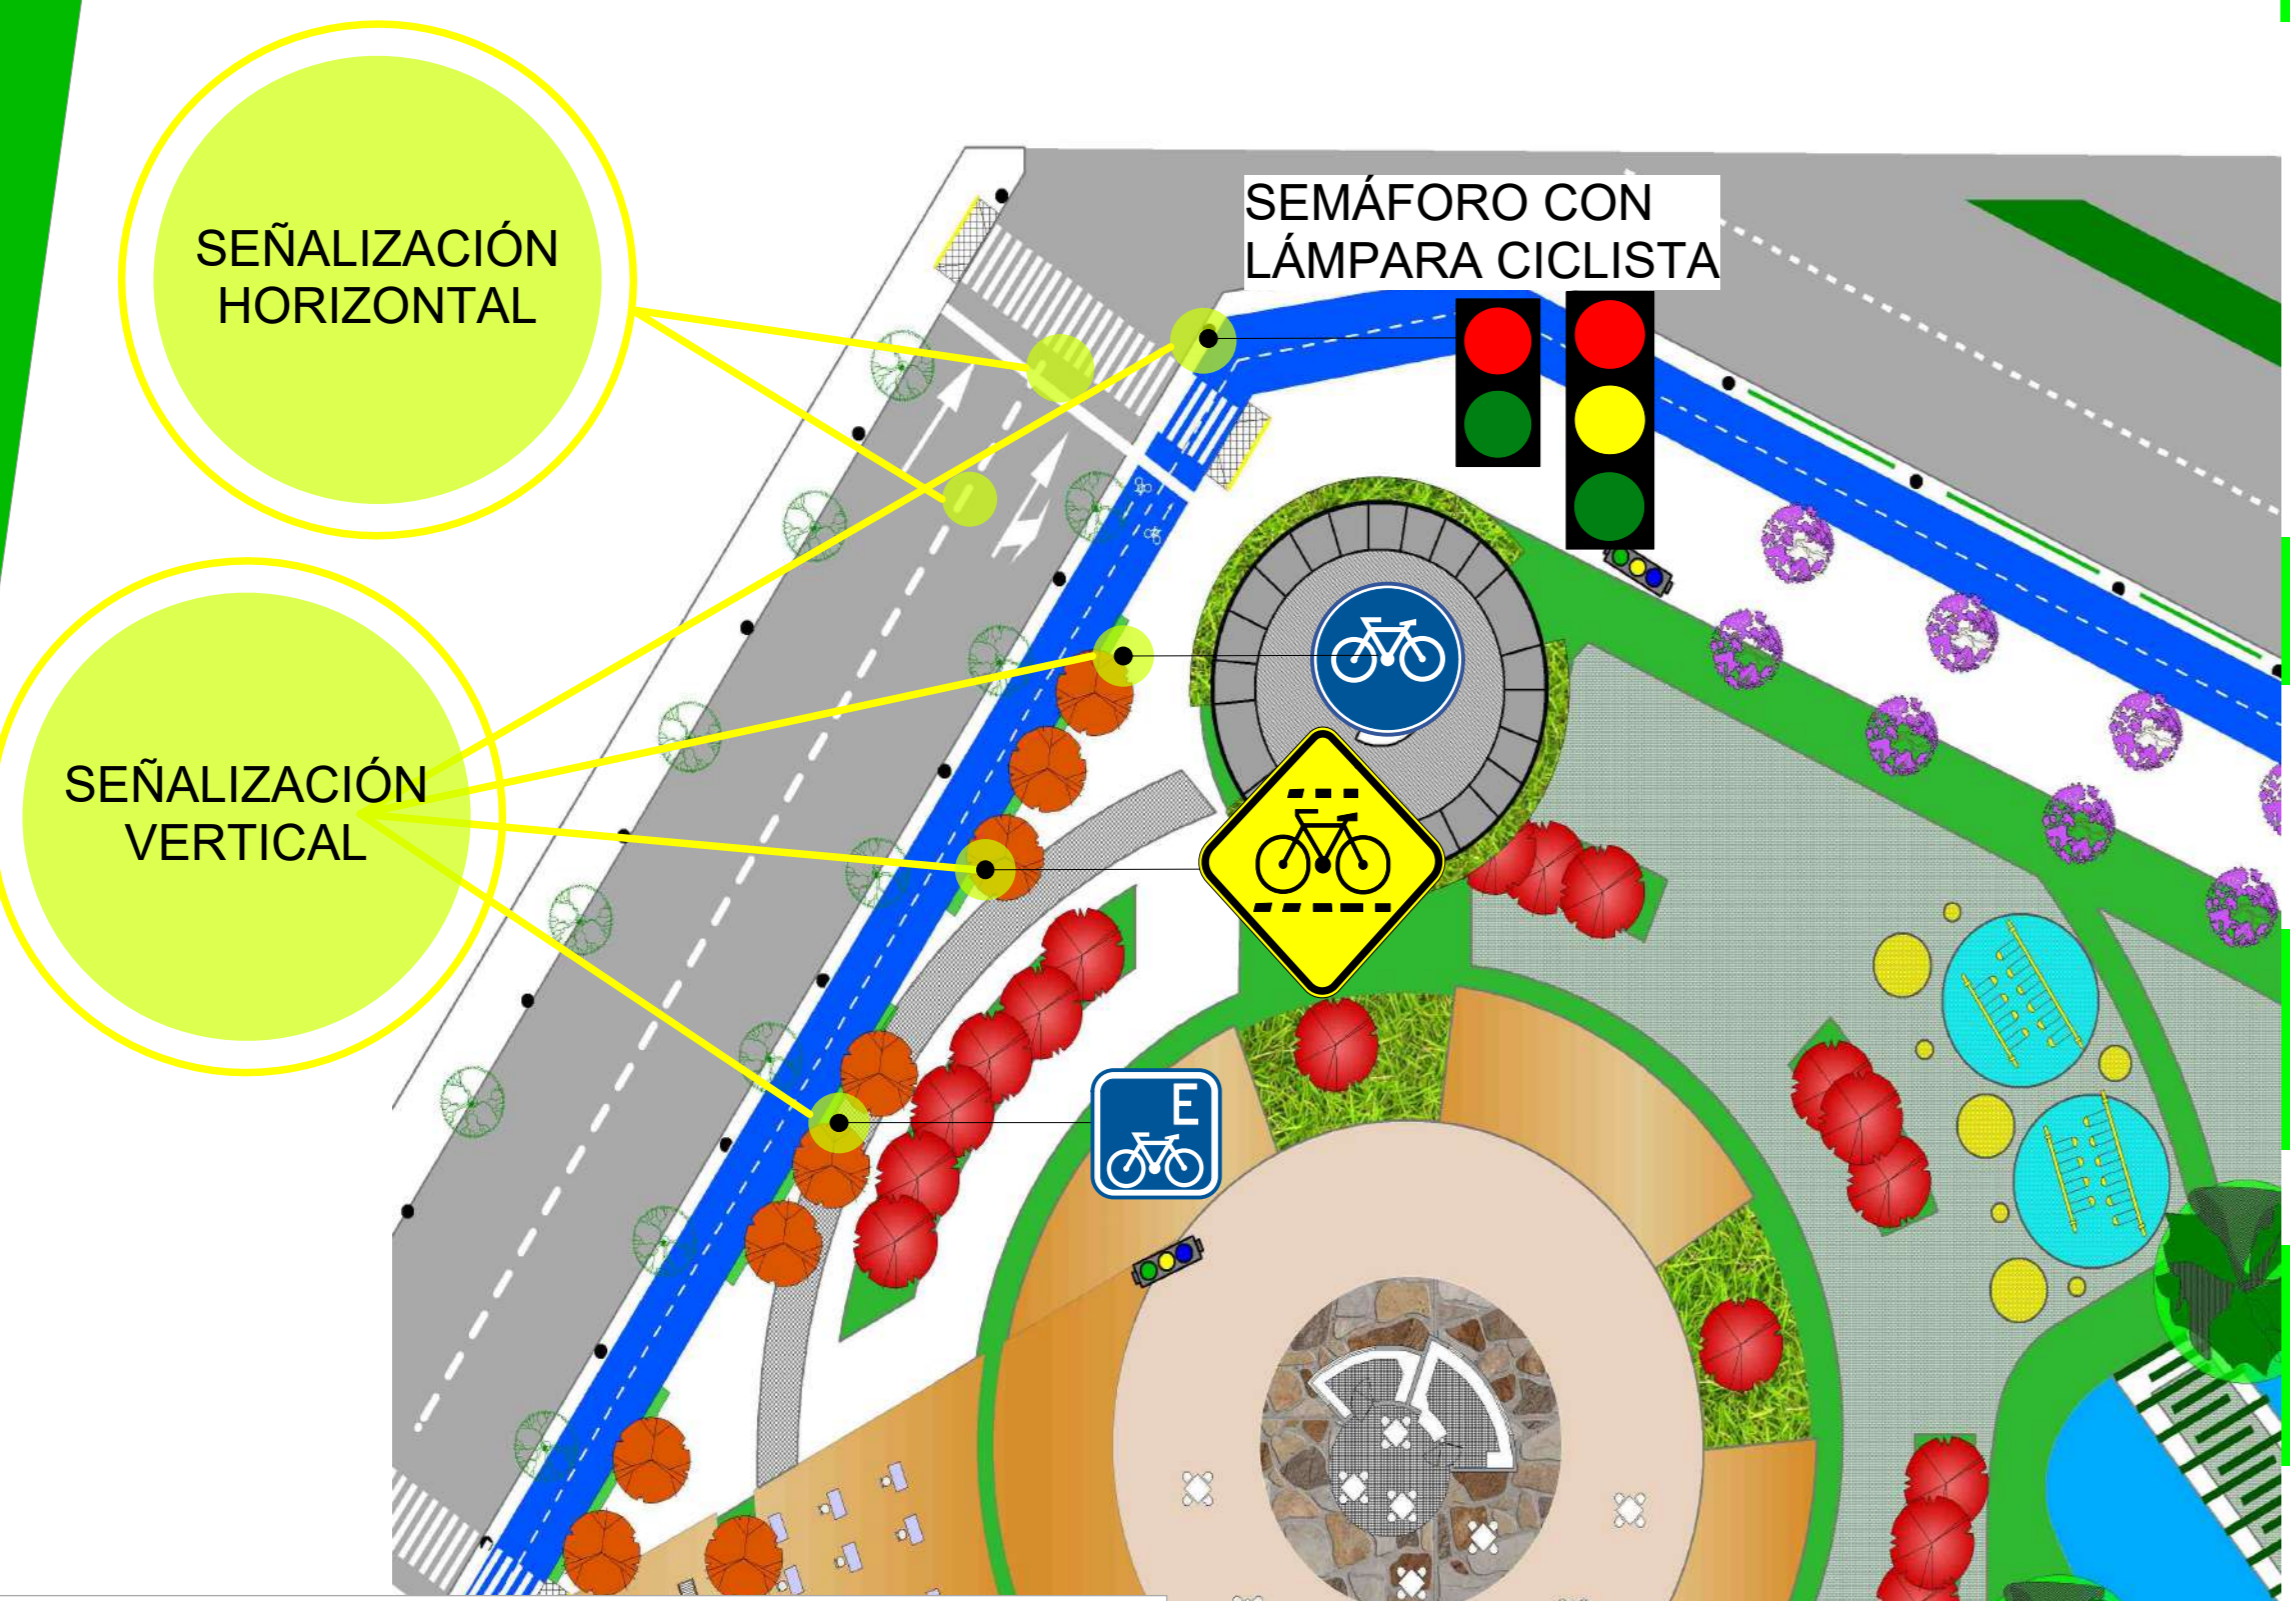 SEÑALIZACIÓN
HORIZONTAL
SEMÁFORO CON
LÁMPARA CICLISTA
SEÑALIZACIÓN
VERTICAL
E